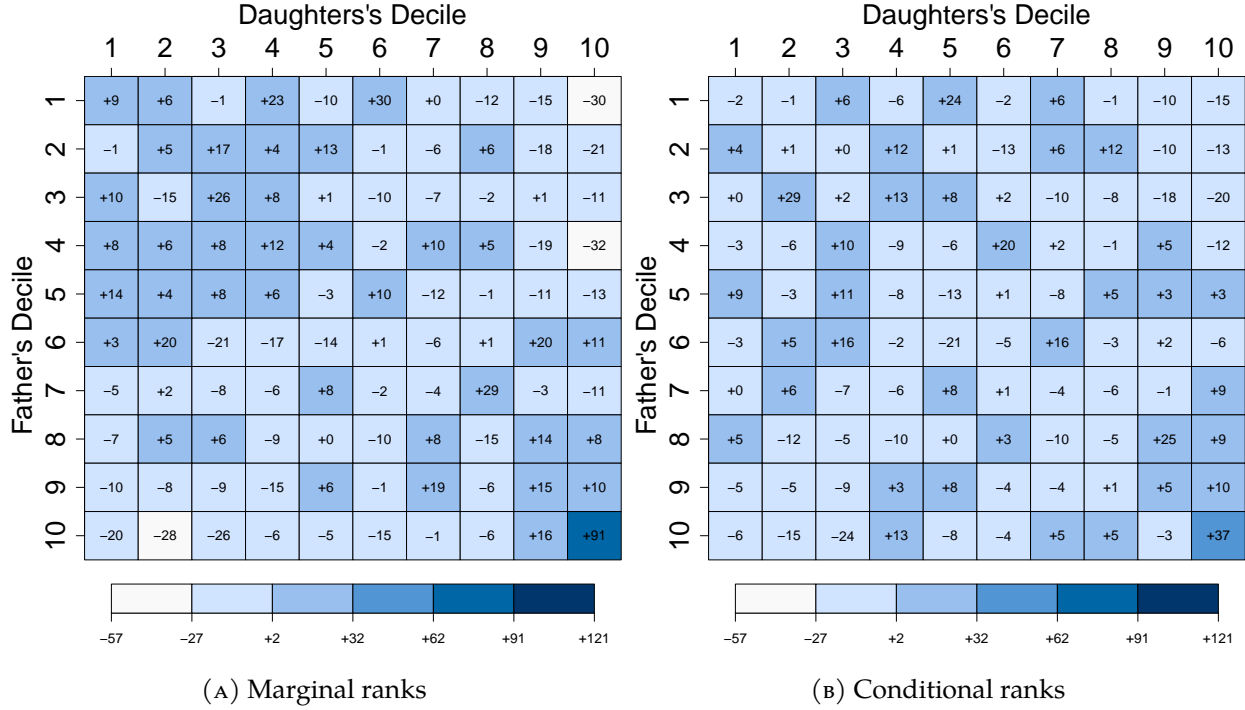 Daughters's Decile
1 2 3 4 5 6 7 8 9 10
Father's Decile
1 +9 +6 −1 +23 −10 +30 +0 −12 −15 −30
2 −1 +5 +17 +4 +13 −1 −6 +6 −18 −21
3 +10 −15 +26 +8 +1 −10 −7 −2 +1 −11
4 +8 +6 +8 +12 +4 −2 +10 +5 −19 −32
5 +14 +4 +8 +6 −3 +10 −12 −1 −11 −13
6 +3 +20 −21 −17 −14 +1 −6 +1 +20 +11
7 −5 +2 −8 −6 +8 −2 −4 +29 −3 −11
8 −7 +5 +6 −9 +0 −10 +8 −15 +14 +8
9 −10 −8 −9 −15 +6 −1 +19 −6 +15 +10
10 −20 −28 −26 −6 −5 −15 −1 −6 +16 +91
−57 −27 +2 +32 +62 +91 +121
(A) Marginal ranks
Daughters's Decile
1 2 3 4 5 6 7 8 9 10
Father's Decile
1 −2 −1 +6 −6 +24 −2 +6 −1 −10 −15
2 +4 +1 +0 +12 +1 −13 +6 +12 −10 −13
3 +0 +29 +2 +13 +8 +2 −10 −8 −18 −20
4 −3 −6 +10 −9 −6 +20 +2 −1 +5 −12
5 +9 −3 +11 −8 −13 +1 −8 +5 +3 +3
6 −3 +5 +16 −2 −21 −5 +16 −3 +2 −6
7 +0 +6 −7 −6 +8 +1 −4 −6 −1 +9
8 +5 −12 −5 −10 +0 +3 −10 −5 +25 +9
9 −5 −5 −9 +3 +8 −4 −4 +1 +5 +10
10 −6 −15 −24 +13 −8 −4 +5 +5 −3 +37
−57 −27 +2 +32 +62 +91 +121
(B) Conditional ranks